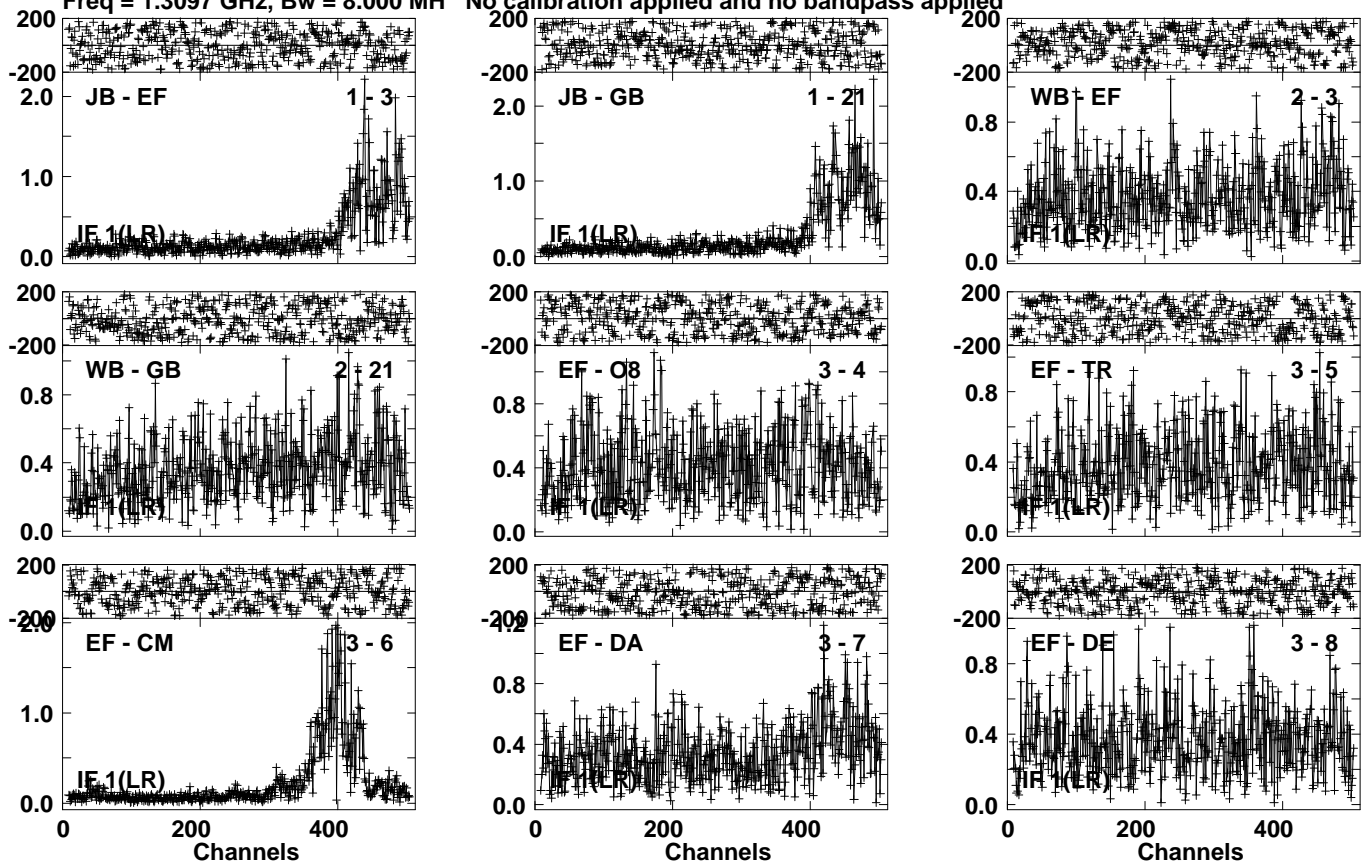 Freq = 1.3097 GHz, Bw = 8.000 MH No calibration applied and no bandpass applied
200 200 200
-200 -200 -200
2.0 JB - EF 1 - 3 2.0 JB - GB 1 - 21 0.8 WB - EF 2 - 3
1.0 1.0 0.4
IF 1(LR) IF 1(LR) IF 1(LR)
0.0 0.0 0.0
200 200 200
-200 -200 -200
WB - GB 2 - 21 EF - O8 3 - 4 EF - TR 3 - 5
0.8 0.8 0.8
0.4 0.4 0.4
IF 1(LR) IF 1(LR) IF 1(LR)
0.0 0.0 0.0
200 200 200
-200 -200 -200
2.0 EF - CM 3 - 6 1.2 EF - DA 3 - 7 EF - DE 3 - 8
1.0 0.8 0.8
0.4 0.4
IF 1(LR) IF 1(LR) IF 1(LR)
0.0 0.0 0.0
0 200 400 0 200 400 0 200 400
Channels Channels Channels